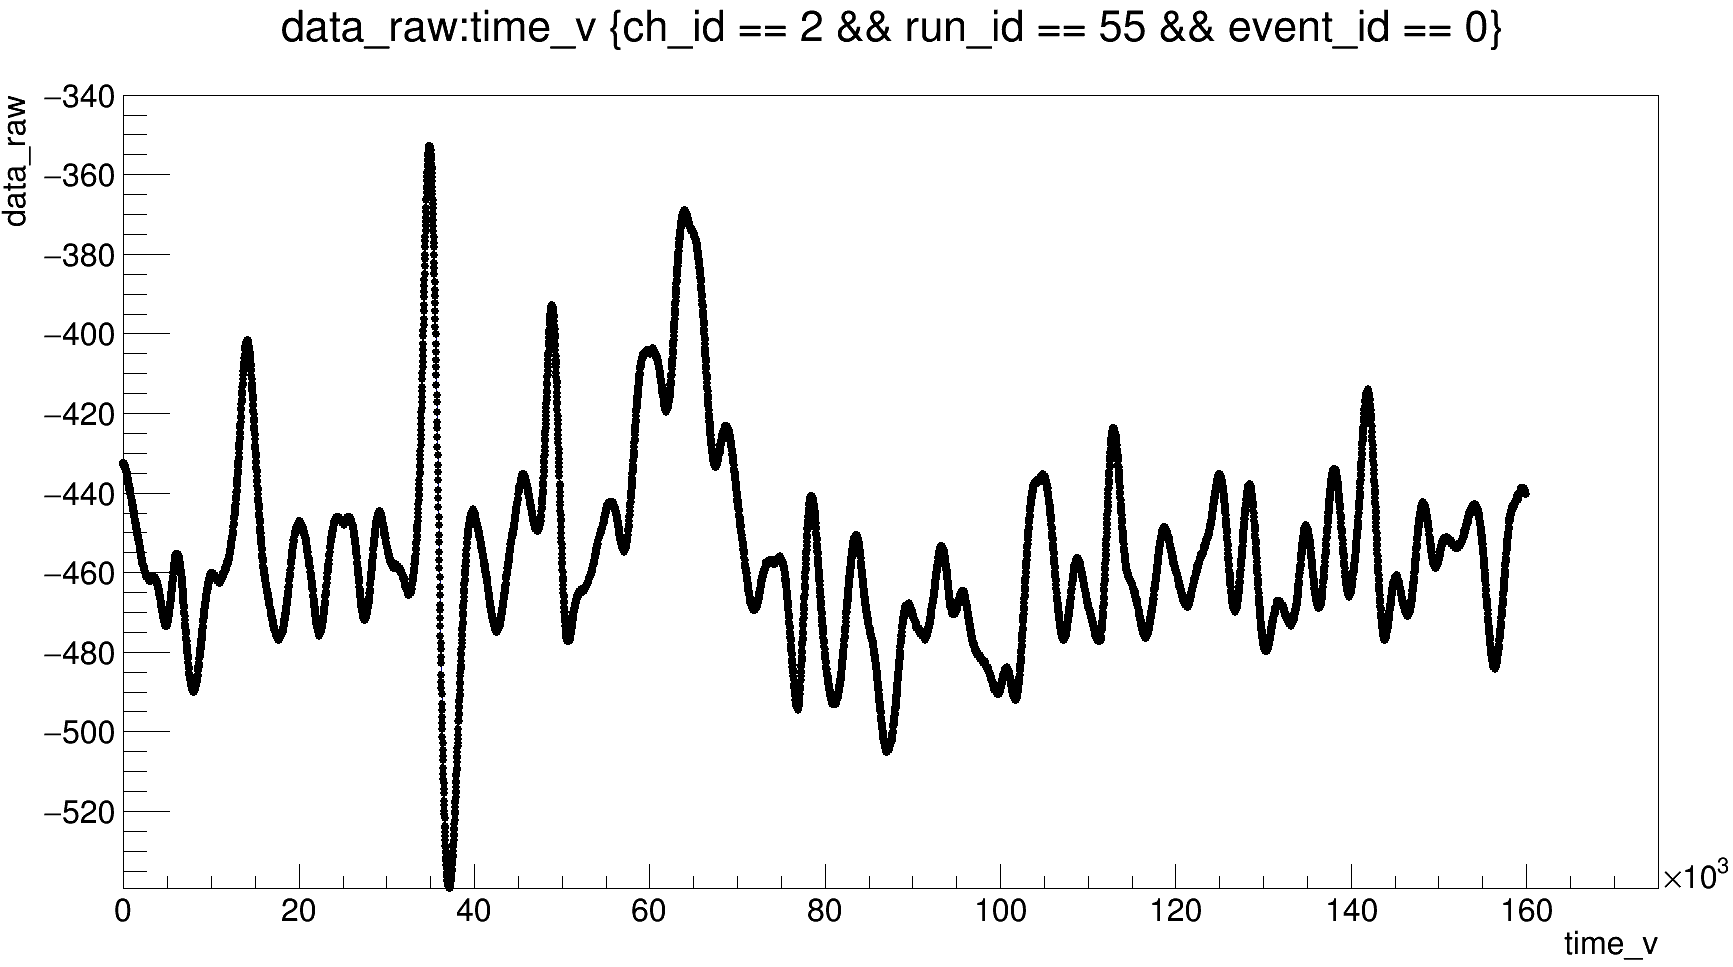 data_raw:time_v {ch_id == 2 && run_id == 55 && event_id == 0}
data_raw
−340
−360
−380
−400
−420
−440
−460
−480
−500
−520
0 20 40 60 80 100 120 140 160
×10³
time_v